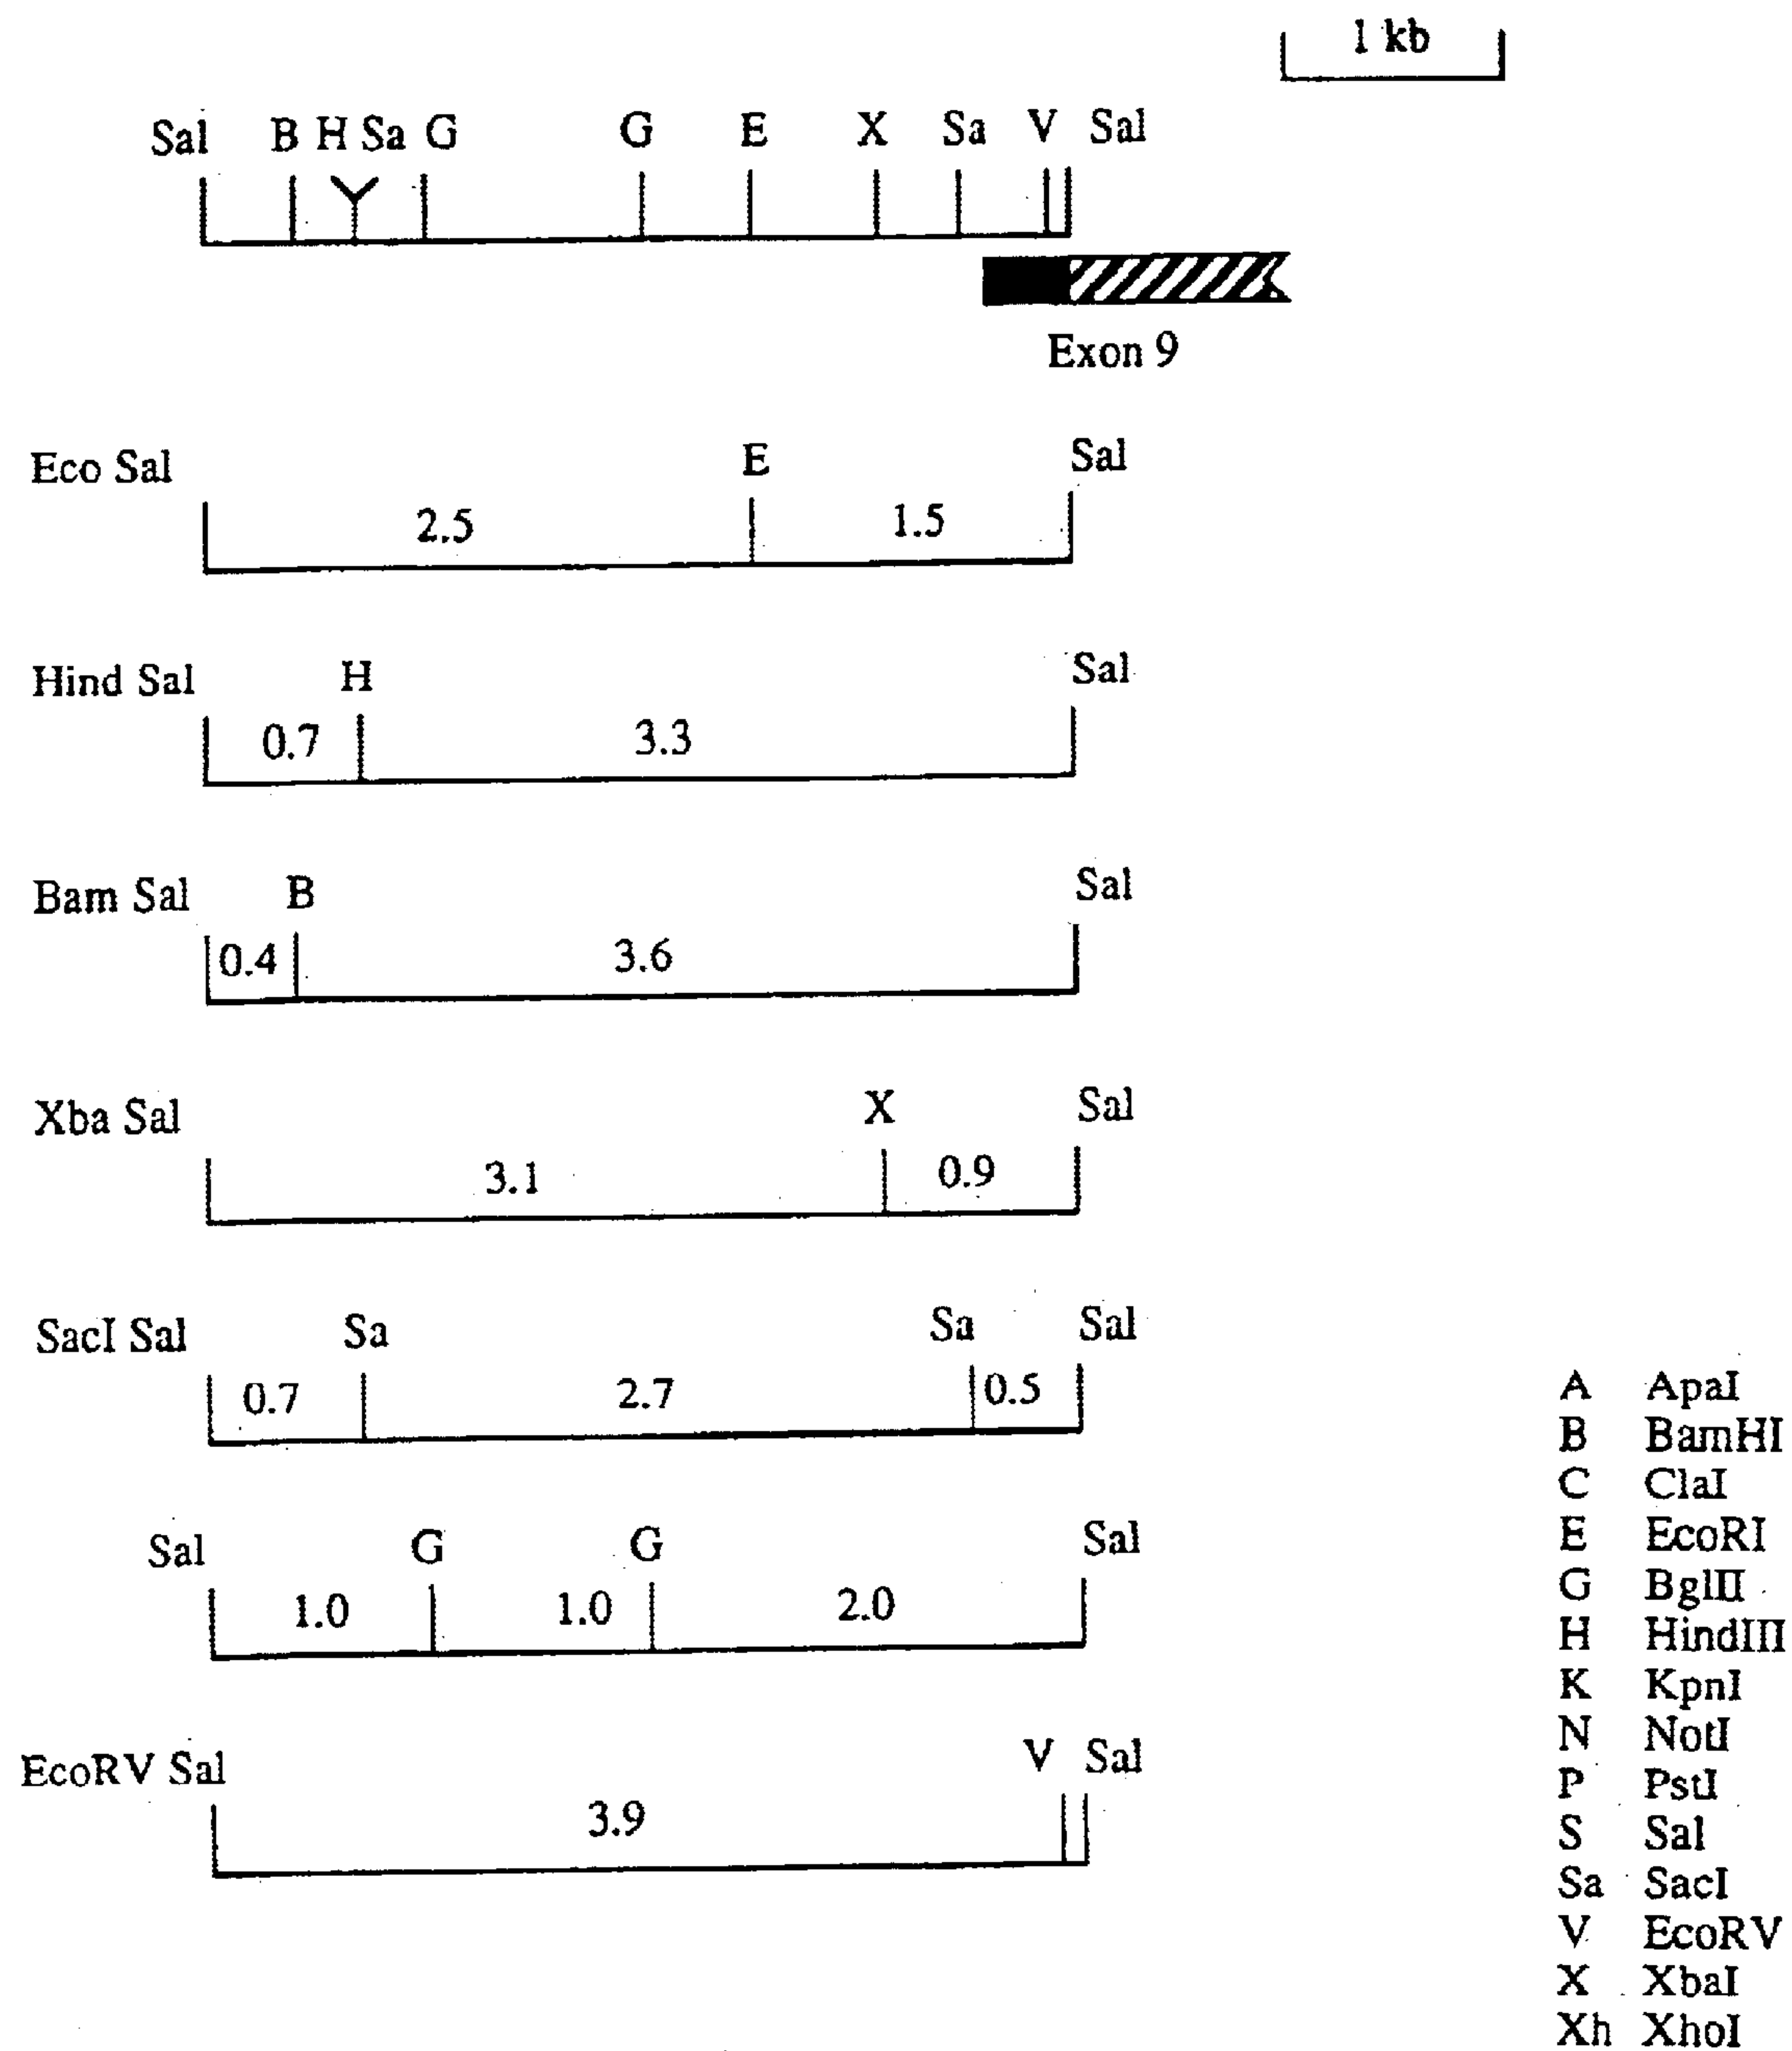 1 kb
Sal B H Sa G G E X Sa V Sal
Exon 9
Eco Sal E Sal
2.5 1.5
Hind Sal H Sal
0.7 3.3
Bam Sal B Sal
0.4 3.6
Xba Sal X Sal
3.1 0.9
SacI Sal Sa Sa Sal
0.7 2.7 0.5
Sal G G Sal
1.0 1.0 2.0
EcoRV Sal V Sal
3.9
A ApaI
B BamHI
C ClaI
E EcoRI
G BglII
H HindIII
K KpnI
N NotI
P PstI
S Sal
Sa SacI
V EcoRV
X XbaI
Xh XhoI